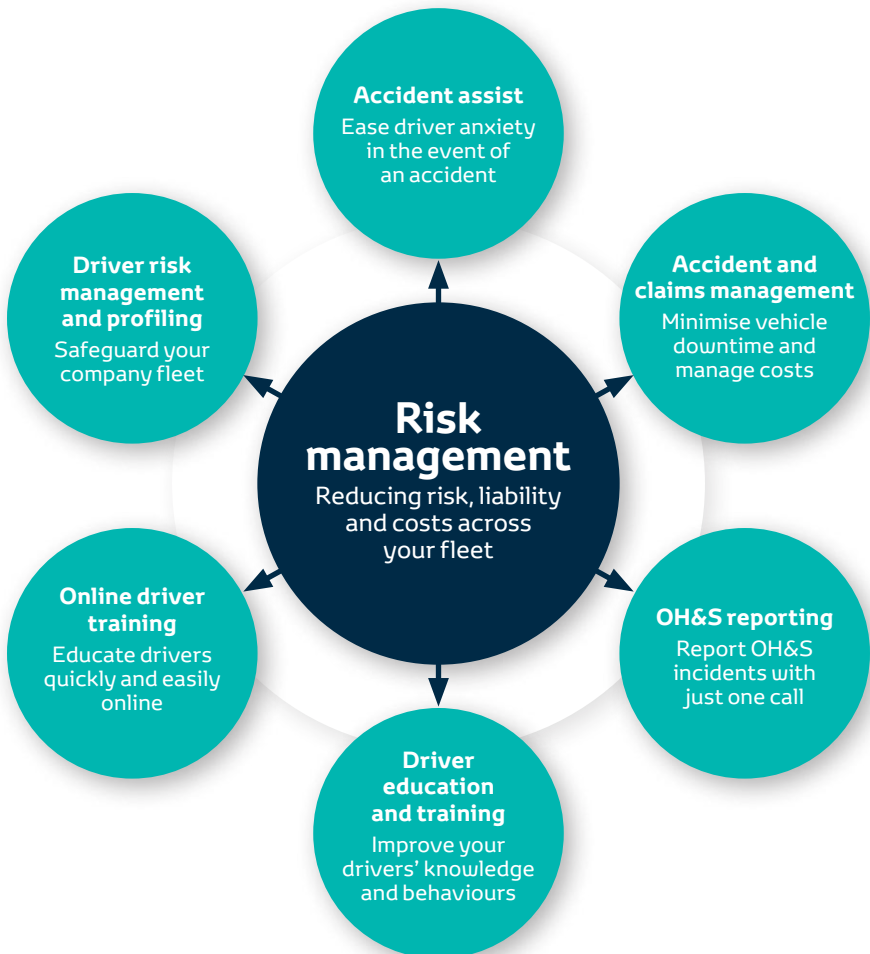 Accident assist
Ease driver anxiety
in the event of
an accident
Driver risk
management
and profiling
Safeguard your
company fleet
Accident and
claims management
Minimise vehicle
downtime and
manage costs
Risk
management
Reducing risk, liability
and costs across
your fleet
Online driver
training
Educate drivers
quickly and easily
online
OH&S reporting
Report OH&S
incidents with
just one call
Driver
education
and training
Improve your
drivers’ knowledge
and behaviours